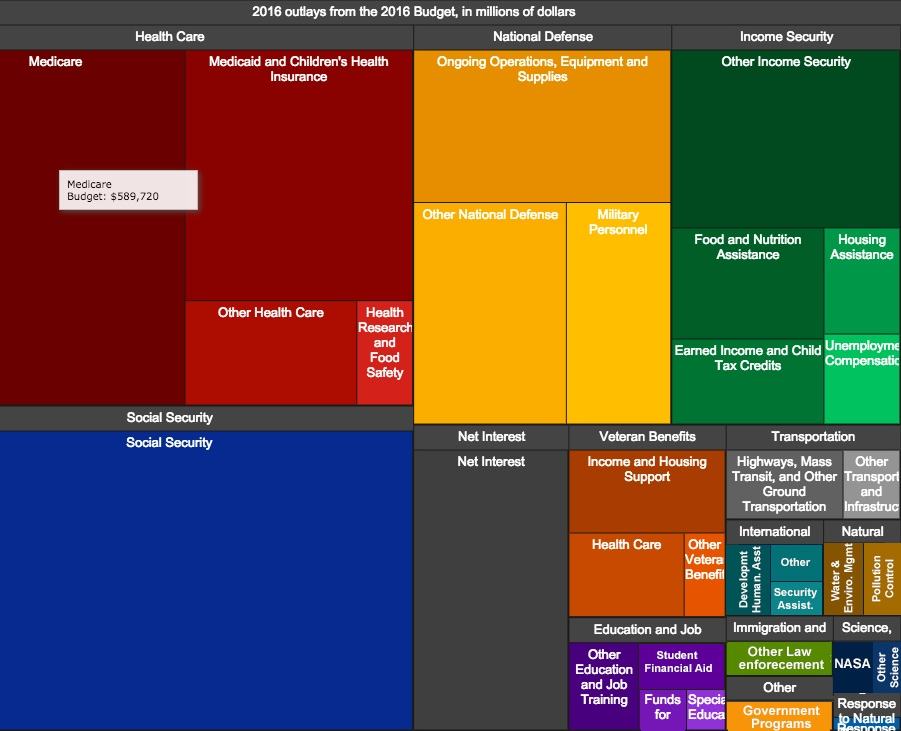 2016 outlays from the 2016 Budget, in millions of dollars
Health Care
National Defense
Income Security
Medicare
Medicaid and Children's Health
Insurance
Medicare
Budget: $589,720
Other Health Care
Health
Research
and
Food
Safety
Ongoing Operations, Equipment and
Supplies
Other National Defense
Military
Personnel
Other Income Security
Food and Nutrition
Assistance
Housing
Assistance
Earned Income and Child
Tax Credits
Unemployme
Compensatic
Social Security
Social Security
Net Interest
Net Interest
Veteran Benefits
Income and Housing
Support
Health Care
Other
Vetera
Benefit
Transportation
Highways, Mass
Transit, and Other
Ground
Transportation
Other
Transport
and
Infrastruc
International
Developmt
Human. Asst
Other
Security
Assist.
Natural
Water &
Enviro. Mgmt
Pollution
Control
Education and Job
Other
Education
and Job
Training
Student
Financial Aid
Funds
for
Specia
Educa
Immigration and
Other Law
enforecement
Other
Government
Programs
Science,
NASA
Other
Science
Response
to Natural
Response